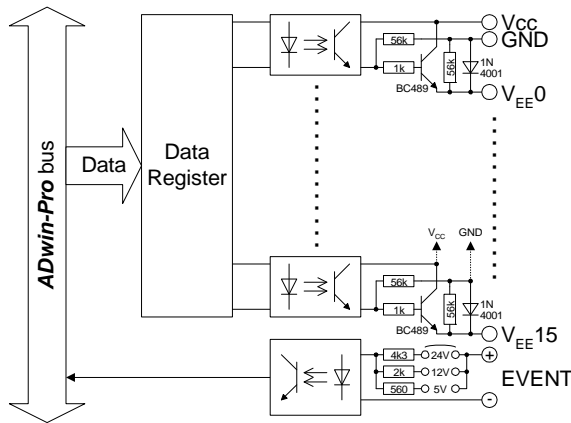 Vcc
GND
56k
1k
56k
1N
4001
BC489
VEE0
ADwin-Pro bus
Data
Data
Register
VCC
GND
56k
1k
56k
1N
4001
BC489
VEE15
4k3
24V
+
2k
12V
EVENT
560
5V
-